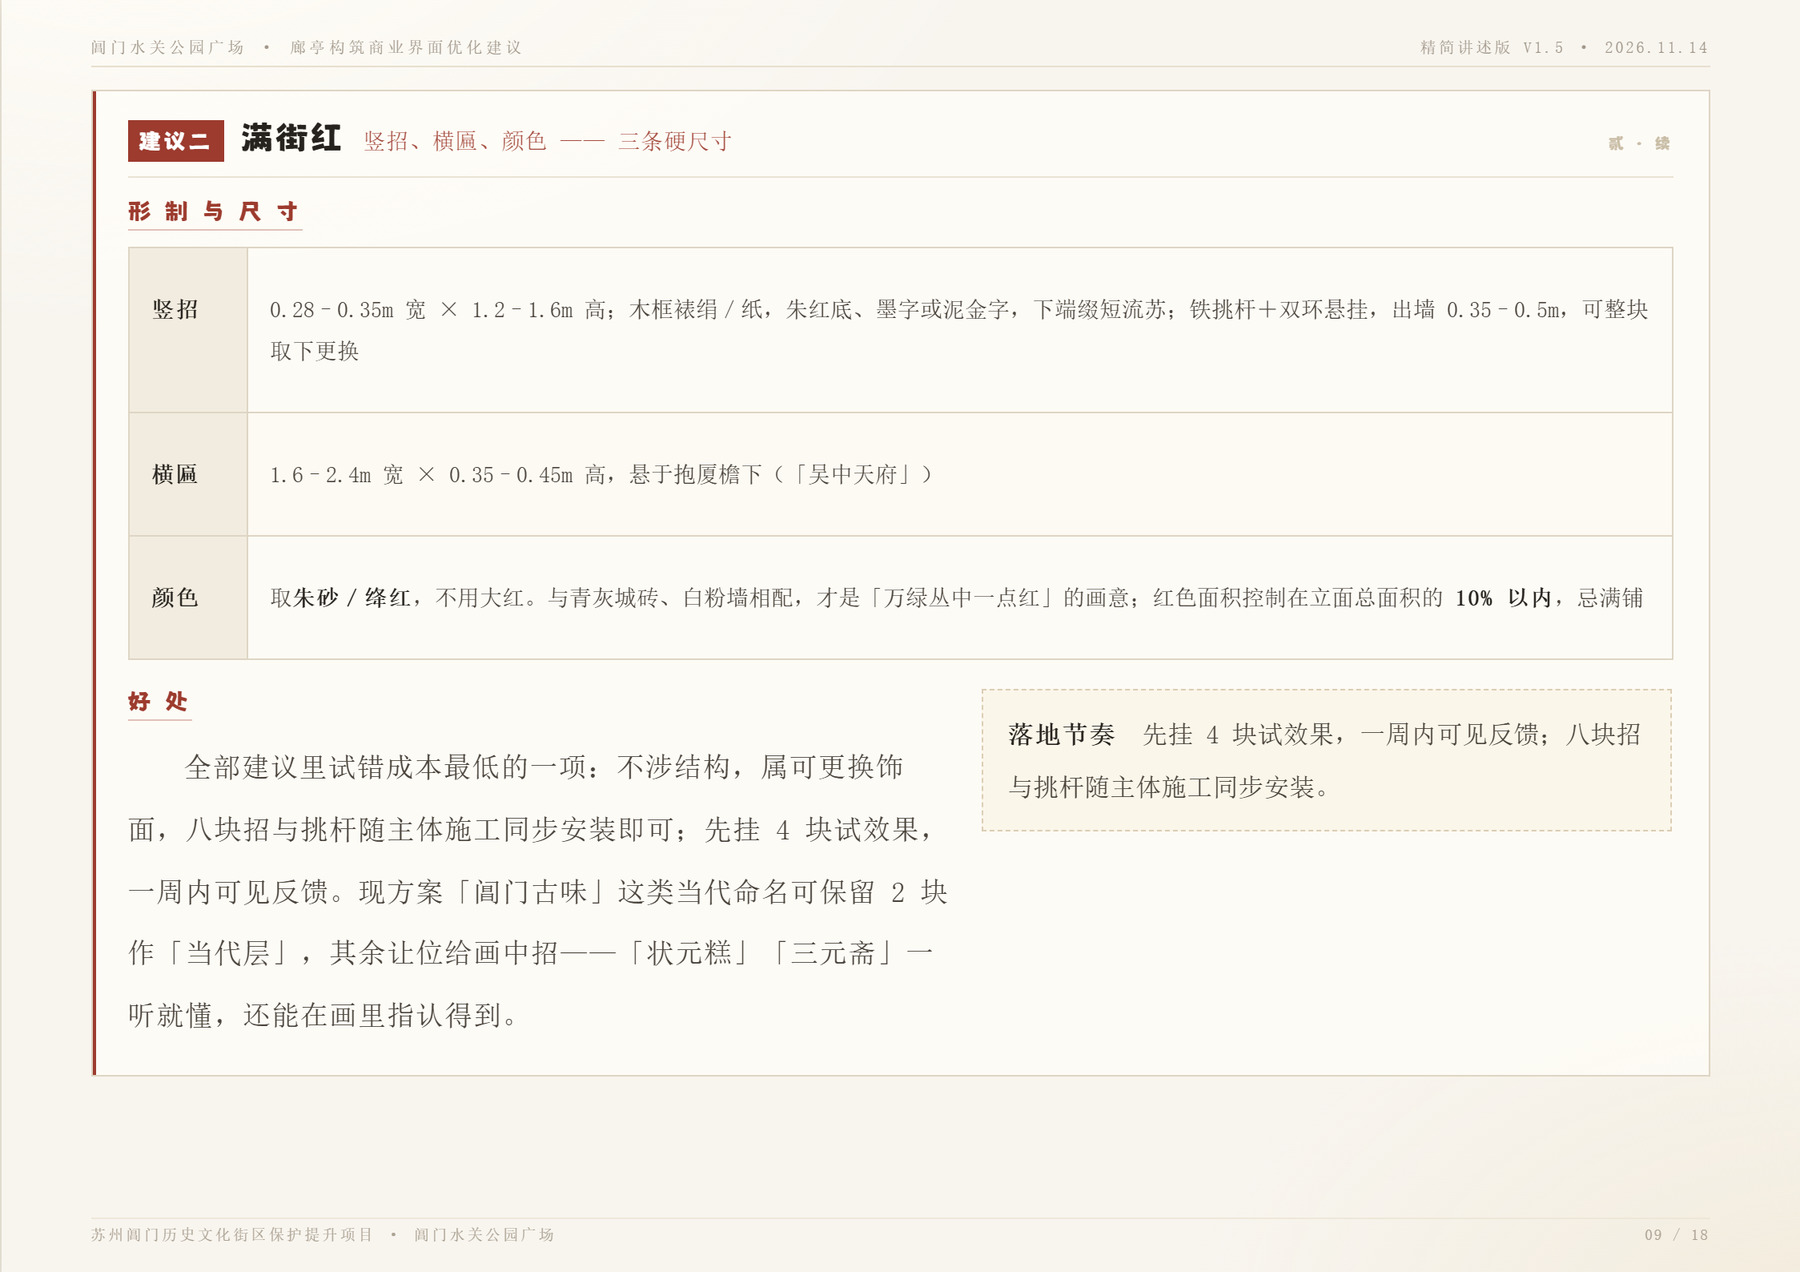 阊门水关公园广场 • 廊亭构筑商业界面优化建议
精简讲述版 V1.5 • 2026.11.14
建议二 满街红 竖招、横匾、颜色 —— 三条硬尺寸
贰 · 续
形制与尺寸
竖招
0.28–0.35m 宽 × 1.2–1.6m 高；木框裱绢 / 纸，朱红底、墨字或泥金字，下端缀短流苏；铁挑杆＋双环悬挂，出墙 0.35–0.5m，可整块
取下更换
横匾
1.6–2.4m 宽 × 0.35–0.45m 高，悬于抱厦檐下（「吴中天府」）
颜色
取朱砂 / 绛红，不用大红。与青灰城砖、白粉墙相配，才是「万绿丛中一点红」的画意；红色面积控制在立面总面积的 10% 以内，忌满铺
好处
全部建议里试错成本最低的一项：不涉结构，属可更换饰
面，八块招与挑杆随主体施工同步安装即可；先挂 4 块试效果，
一周内可见反馈。现方案「阊门古味」这类当代命名可保留 2 块
作「当代层」，其余让位给画中招——「状元糕」「三元斋」一
听就懂，还能在画里指认得到。
落地节奏 先挂 4 块试效果，一周内可见反馈；八块招
与挑杆随主体施工同步安装。
苏州阊门历史文化街区保护提升项目 • 阊门水关公园广场
09 / 18